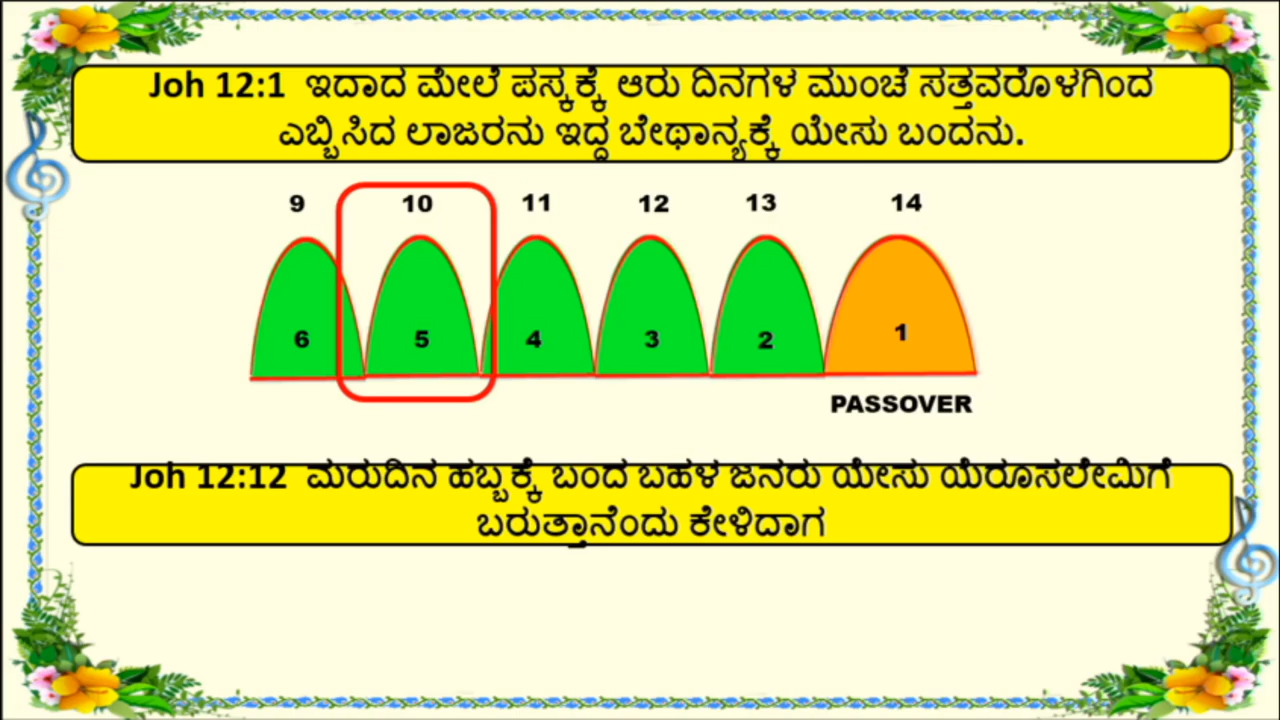 Joh 12:1 ಇದಾದ ಮೇಲೆ ಪಸ್ಕಕ್ಕೆ ಆರು ದಿನಗಳ ಮುಂಚೆ ಸತ್ತವರೊಳಗಿಂದ
ಎಬ್ಬಿಸಿದ ಲಾಜರನು ಇದ್ದ ಬೇಥಾನ್ಯಕ್ಕೆ ಯೇಸು ಬಂದನು.
9 10 11 12 13 14
6 5 4 3 2 1
PASSOVER
Joh 12:12 ಮರುದಿನ ಹಬ್ಬಕ್ಕೆ ಬಂದ ಬಹಳ ಜನರು ಯೇಸು ಯೆರೂಸಲೇಮಿಗೆ
ಬರುತ್ತಾನೆಂದು ಕೇಳಿದಾಗ